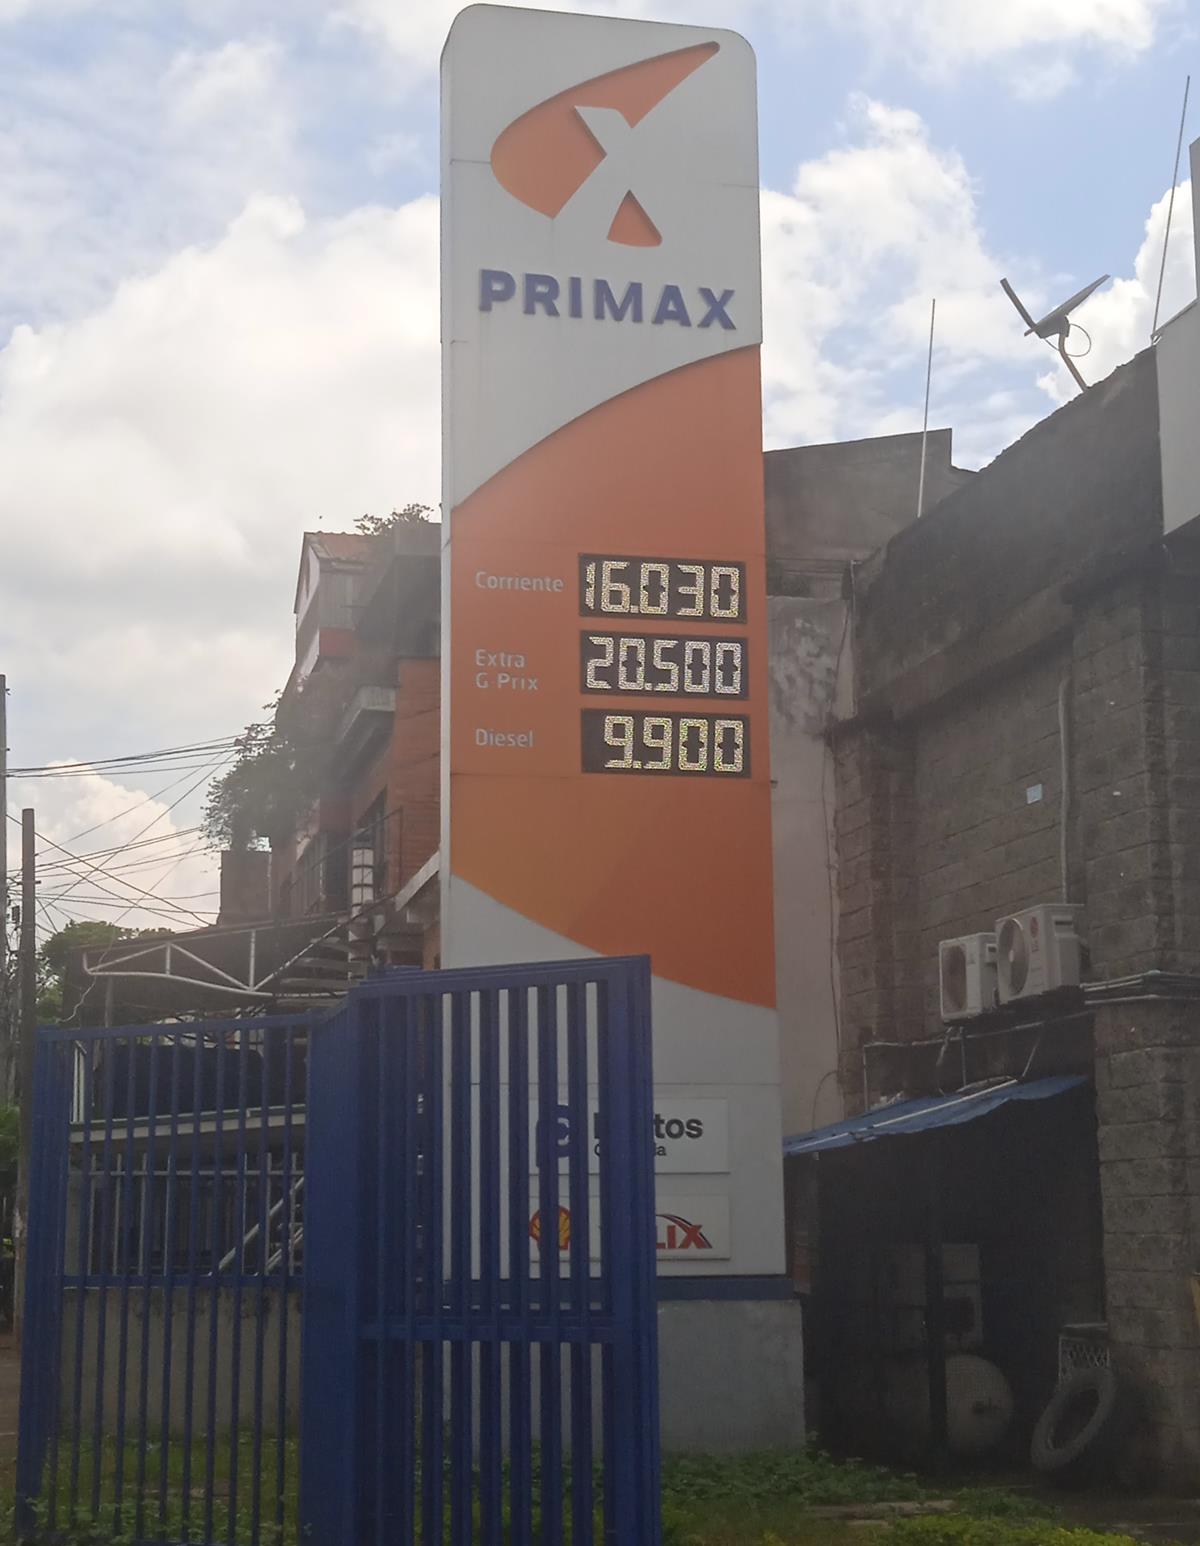 PRIMAX
Corriente 16.030
Extra 20.500
G-Prix
Diesel 9.900